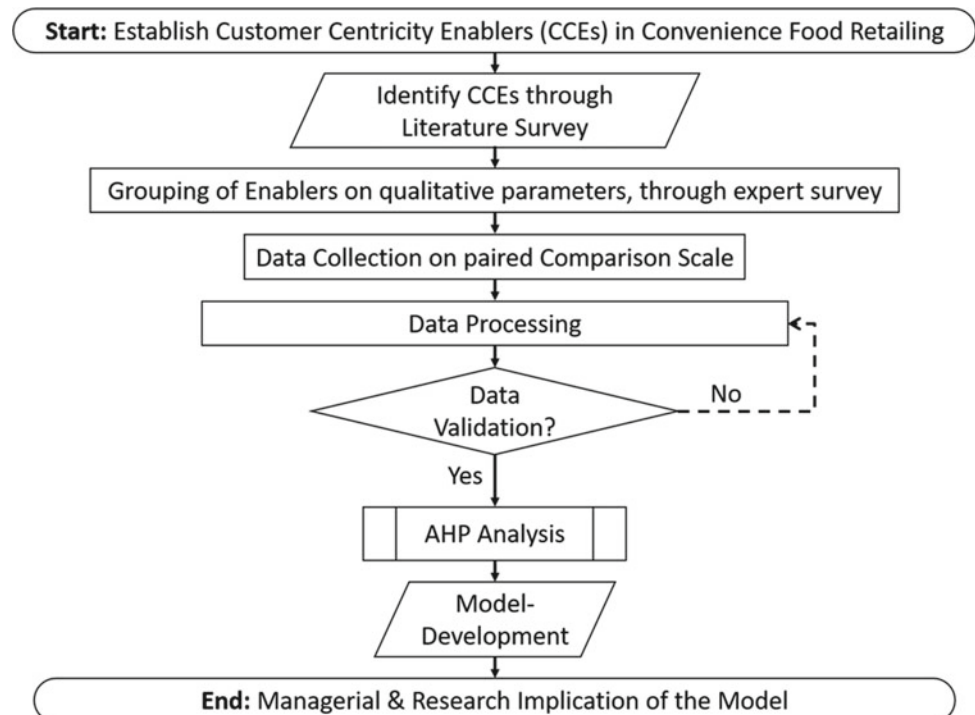 Start: Establish Customer Centricity Enablers (CCEs) in Convenience Food Retailing
Identify CCEs through
Literature Survey
Grouping of Enablers on qualitative parameters, through expert survey
Data Collection on paired Comparison Scale
Data Processing
Data
Validation?
No
Yes
AHP Analysis
Model-
Development
End: Managerial & Research Implication of the Model